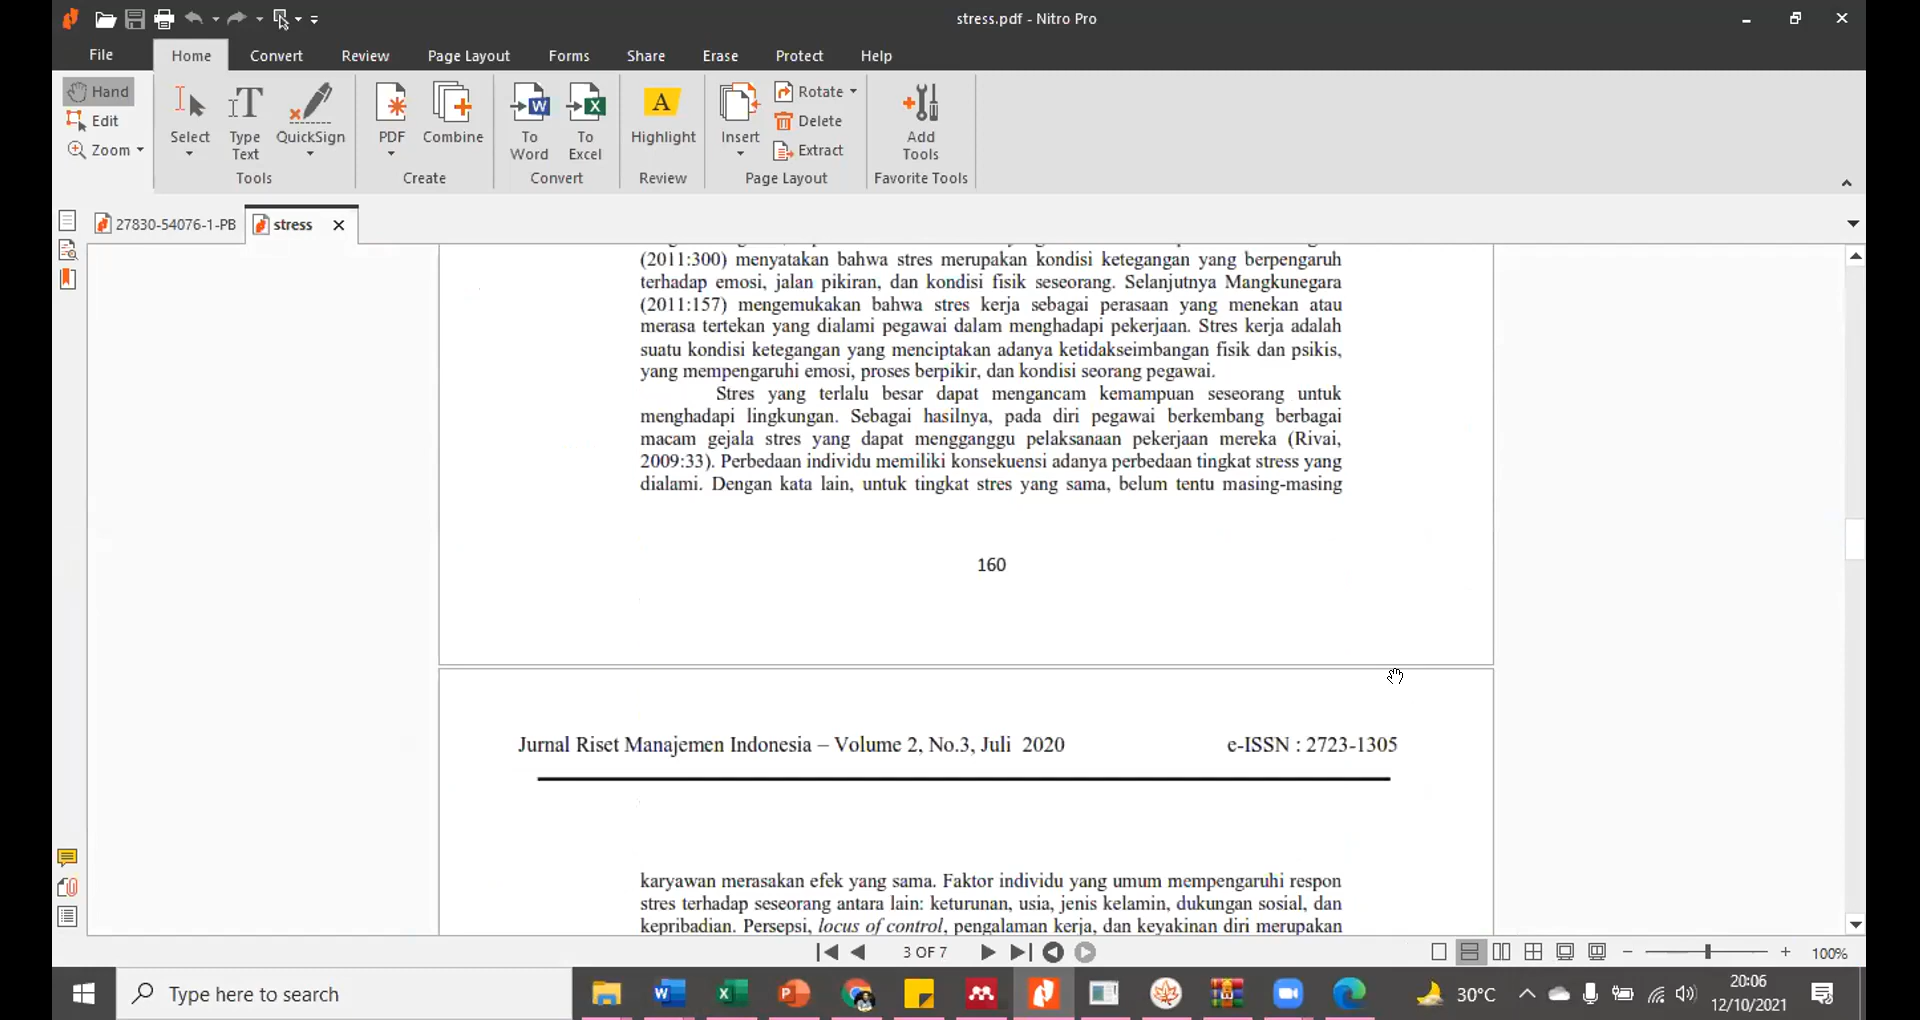 stress.pdf - Nitro Pro
File Home Convert Review Page Layout Forms Share Erase Protect Help
Hand
Edit
Zoom
Select
Type Text
QuickSign
Tools
PDF
Combine
Create
To Word
To Excel
Convert
Highlight
Review
Insert
Rotate
Delete
Extract
Page Layout
Add Tools
Favorite Tools
27830-54076-1-PB stress
(2011:300) menyatakan bahwa stres merupakan kondisi ketegangan yang berpengaruh
terhadap emosi, jalan pikiran, dan kondisi fisik seseorang. Selanjutnya Mangkunegara
(2011:157) mengemukakan bahwa stres kerja sebagai perasaan yang menekan atau
merasa tertekan yang dialami pegawai dalam menghadapi pekerjaan. Stres kerja adalah
suatu kondisi ketegangan yang menciptakan adanya ketidakseimbangan fisik dan psikis,
yang mempengaruhi emosi, proses berpikir, dan kondisi seorang pegawai.
Stres yang terlalu besar dapat mengancam kemampuan seseorang untuk
menghadapi lingkungan. Sebagai hasilnya, pada diri pegawai berkembang berbagai
macam gejala stres yang dapat mengganggu pelaksanaan pekerjaan mereka (Rivai,
2009:33). Perbedaan individu memiliki konsekuensi adanya perbedaan tingkat stress yang
dialami. Dengan kata lain, untuk tingkat stres yang sama, belum tentu masing-masing
160
Jurnal Riset Manajemen Indonesia – Volume 2, No.3, Juli 2020 e-ISSN : 2723-1305
karyawan merasakan efek yang sama. Faktor individu yang umum mempengaruhi respon
stres terhadap seseorang antara lain: keturunan, usia, jenis kelamin, dukungan sosial, dan
kepribadian. Persepsi, locus of control, pengalaman kerja, dan keyakinan diri merupakan
3 OF 7
100%
Type here to search
30°C
20:06
12/10/2021